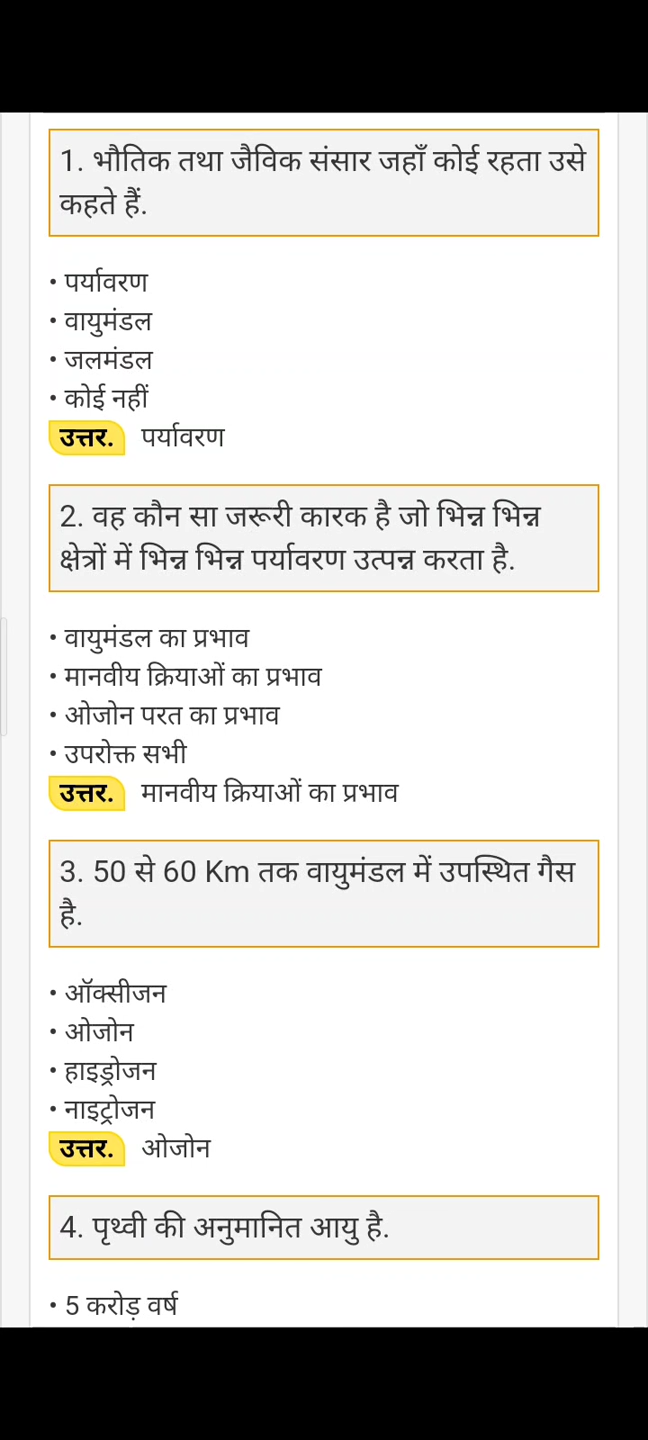 1. भौतिक तथा जैविक संसार जहाँ कोई रहता उसे
कहते हैं.
• पर्यावरण
• वायुमंडल
• जलमंडल
• कोई नहीं
उत्तर. पर्यावरण
2. वह कौन सा जरूरी कारक है जो भिन्न भिन्न
क्षेत्रों में भिन्न भिन्न पर्यावरण उत्पन्न करता है.
• वायुमंडल का प्रभाव
• मानवीय क्रियाओं का प्रभाव
• ओजोन परत का प्रभाव
• उपरोक्त सभी
उत्तर. मानवीय क्रियाओं का प्रभाव
3. 50 से 60 Km तक वायुमंडल में उपस्थित गैस
है.
• ऑक्सीजन
• ओजोन
• हाइड्रोजन
• नाइट्रोजन
उत्तर. ओजोन
4. पृथ्वी की अनुमानित आयु है.
• 5 करोड़ वर्ष